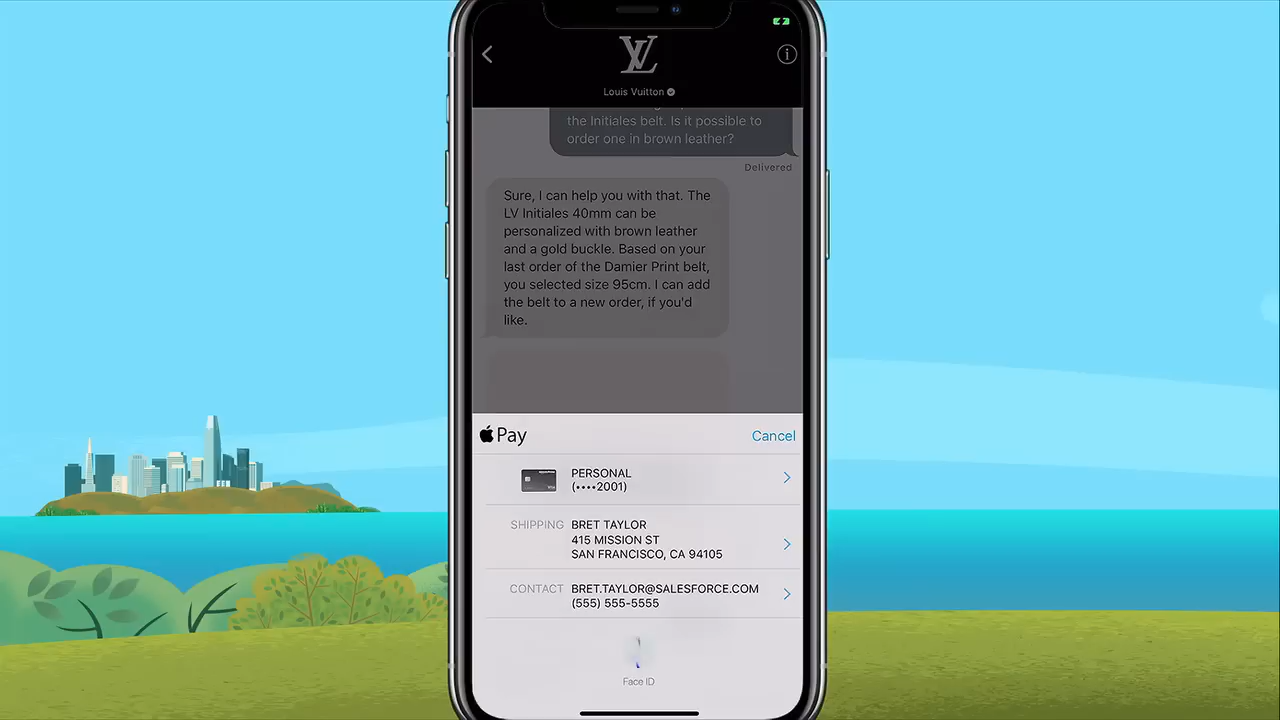 LV
Louis Vuitton
the Initiales belt. Is it possible to
order one in brown leather?
Delivered
Sure, I can help you with that. The
LV Initiales 40mm can be
personalized with brown leather
and a gold buckle. Based on your
last order of the Damier Print belt,
you selected size 95cm. I can add
the belt to a new order, if you'd
like.
Pay
Cancel
PERSONAL
(••••2001)
SHIPPING BRET TAYLOR
415 MISSION ST
SAN FRANCISCO, CA 94105
CONTACT BRET.TAYLOR@SALESFORCE.COM
(555) 555-5555
Face ID